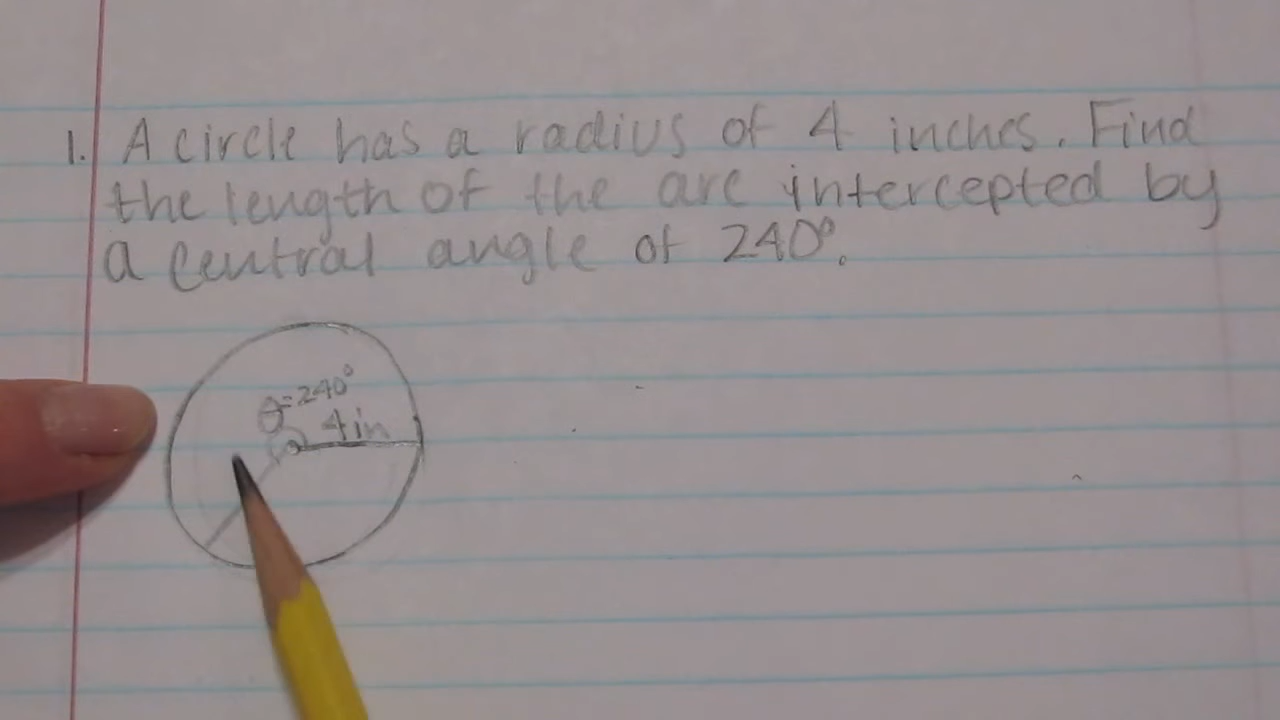 1. A circle has a radius of 4 inches. Find
the length of the arc intercepted by
a central angle of 240°.
θ=240°
4in